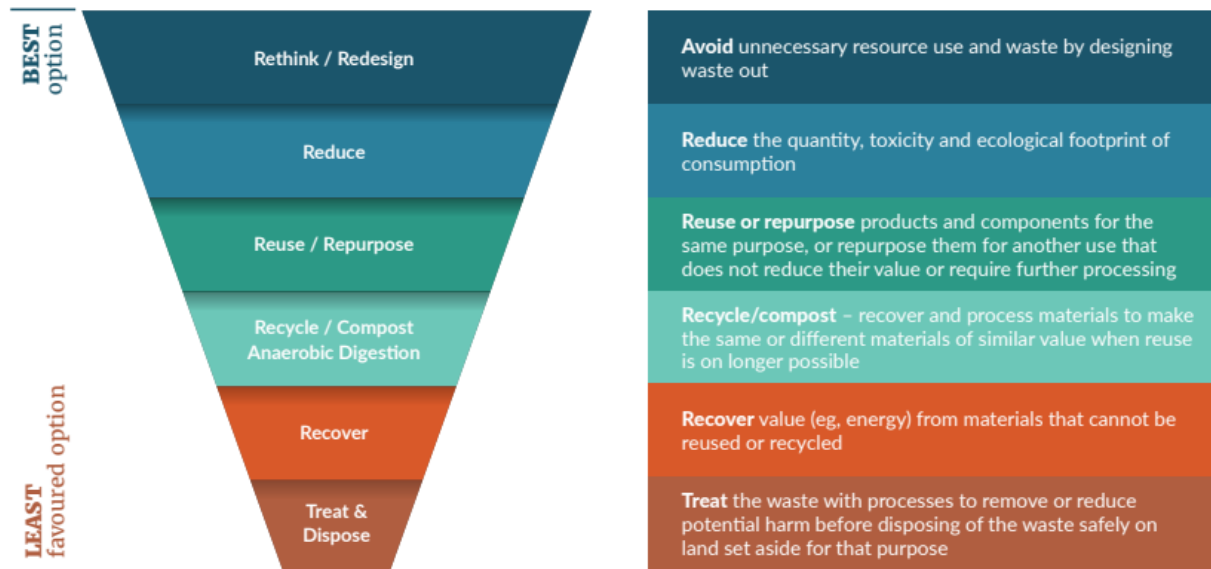 BEST
option
Rethink / Redesign
Avoid unnecessary resource use and waste by designing
waste out
Reduce
Reduce the quantity, toxicity and ecological footprint of
consumption
Reuse / Repurpose
Reuse or repurpose products and components for the
same purpose, or repurpose them for another use that
does not reduce their value or require further processing
Recycle / Compost
Anaerobic Digestion
Recycle/compost – recover and process materials to make
the same or different materials of similar value when reuse
is on longer possible
Recover
Recover value (eg, energy) from materials that cannot be
reused or recycled
LEAST
favoured option
Treat &
Dispose
Treat the waste with processes to remove or reduce
potential harm before disposing of the waste safely on
land set aside for that purpose